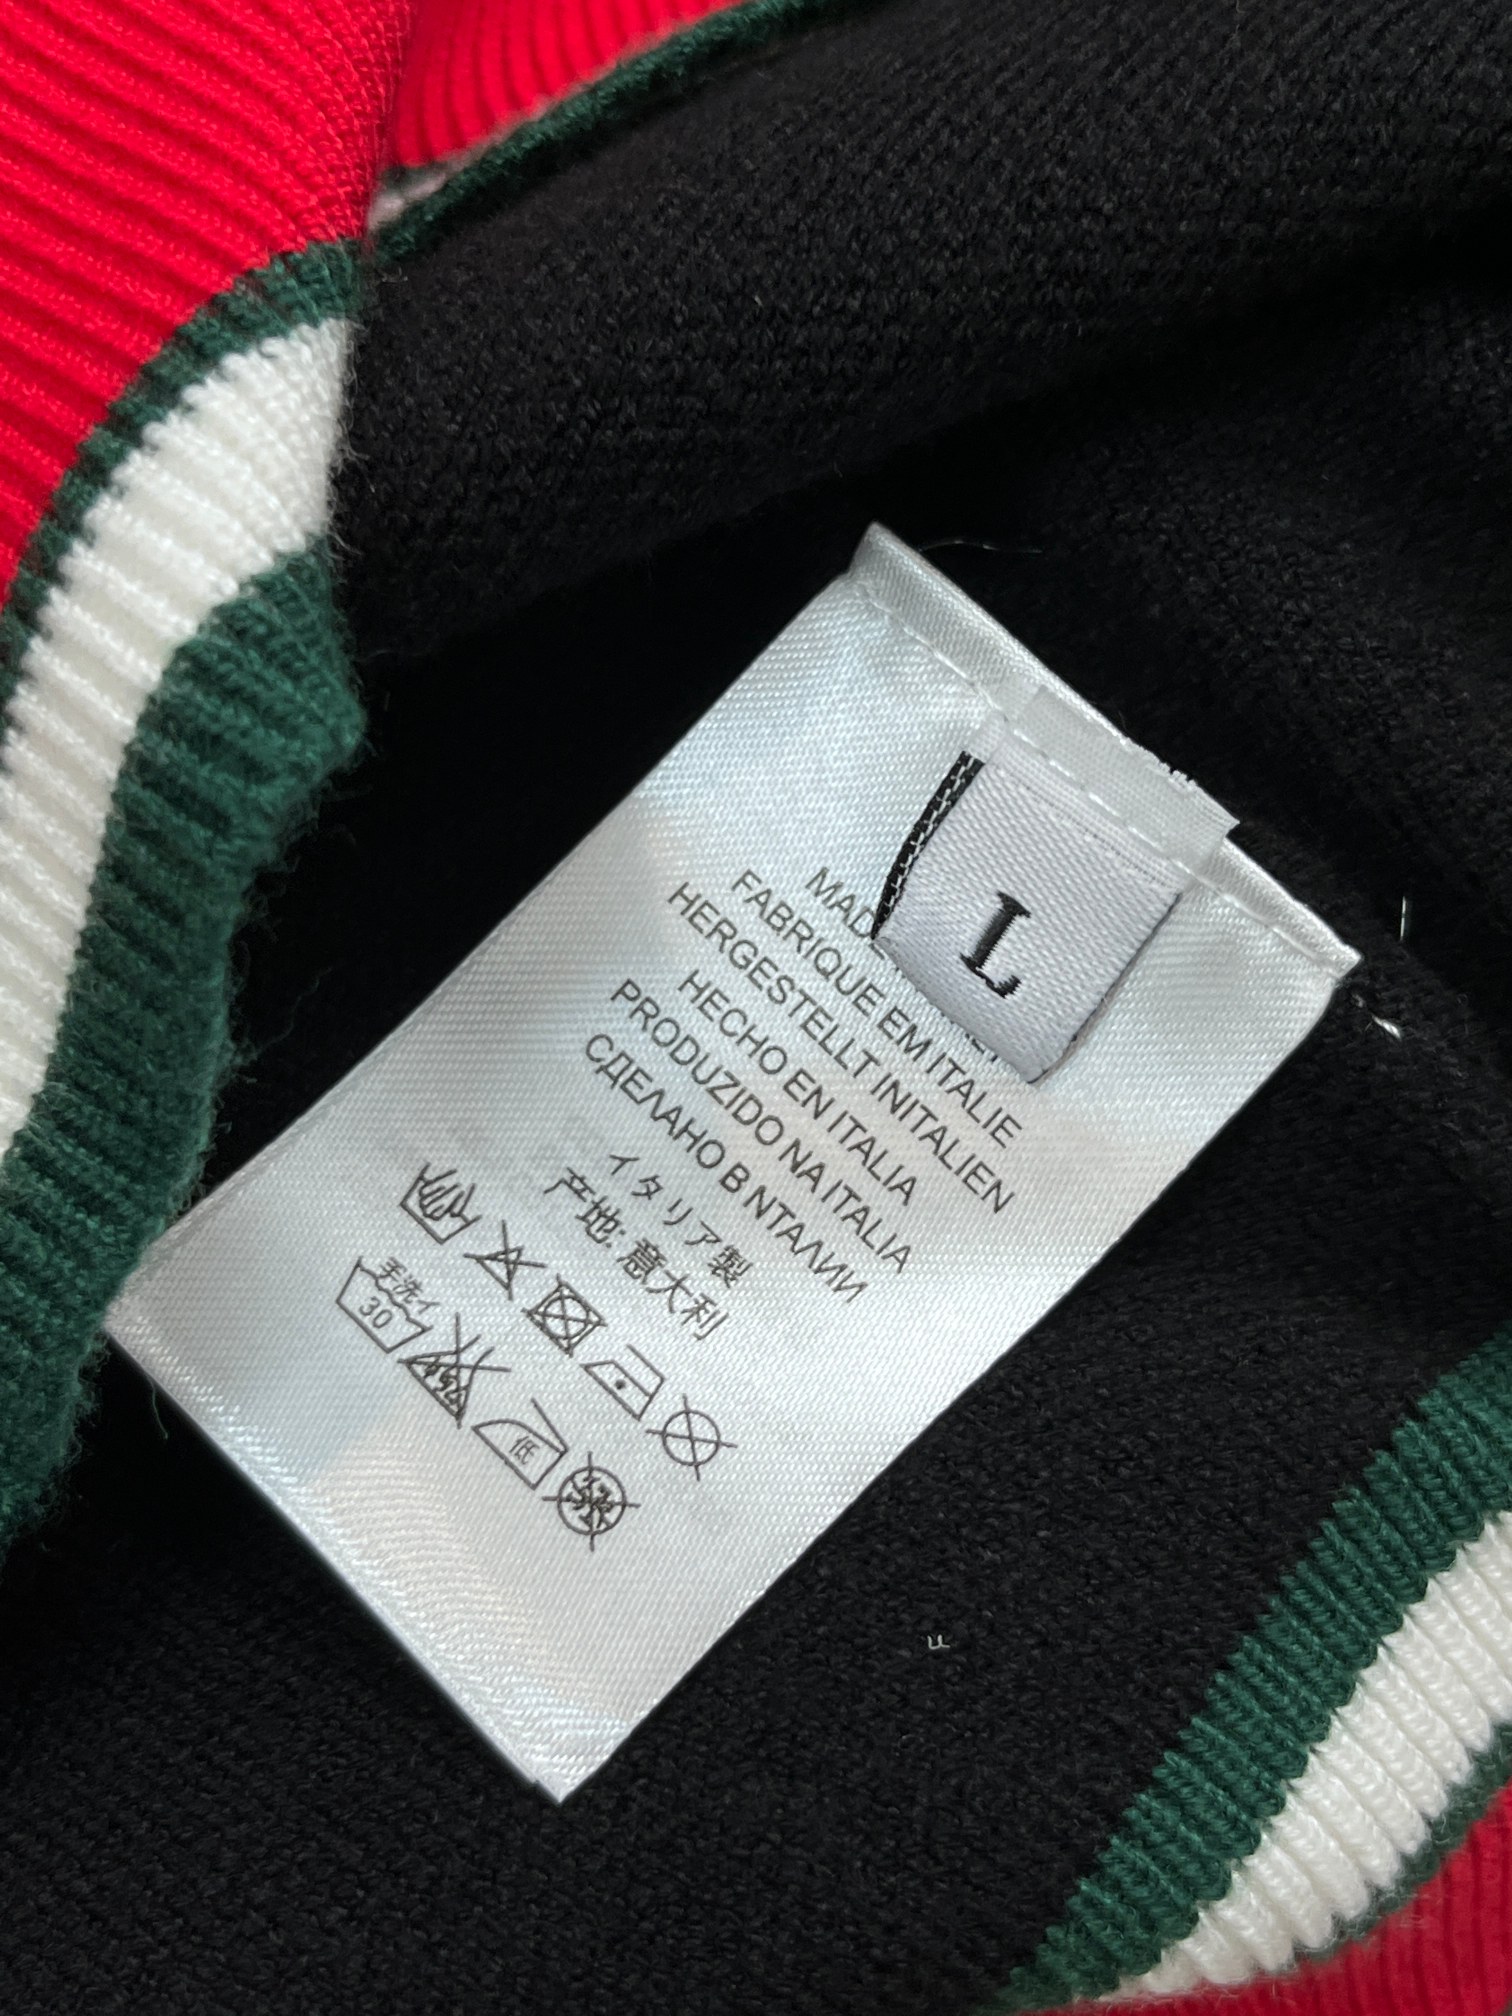 L
FABRIQUE EM ITALIE
HERGESTELLT INITALIEN
HECHO EN ITALIA
PRODUZIDO NA ITALIA
СДЕЛАНО В NТАЛИИ
イタリア製
产地: 意大利
手洗イ
30
低